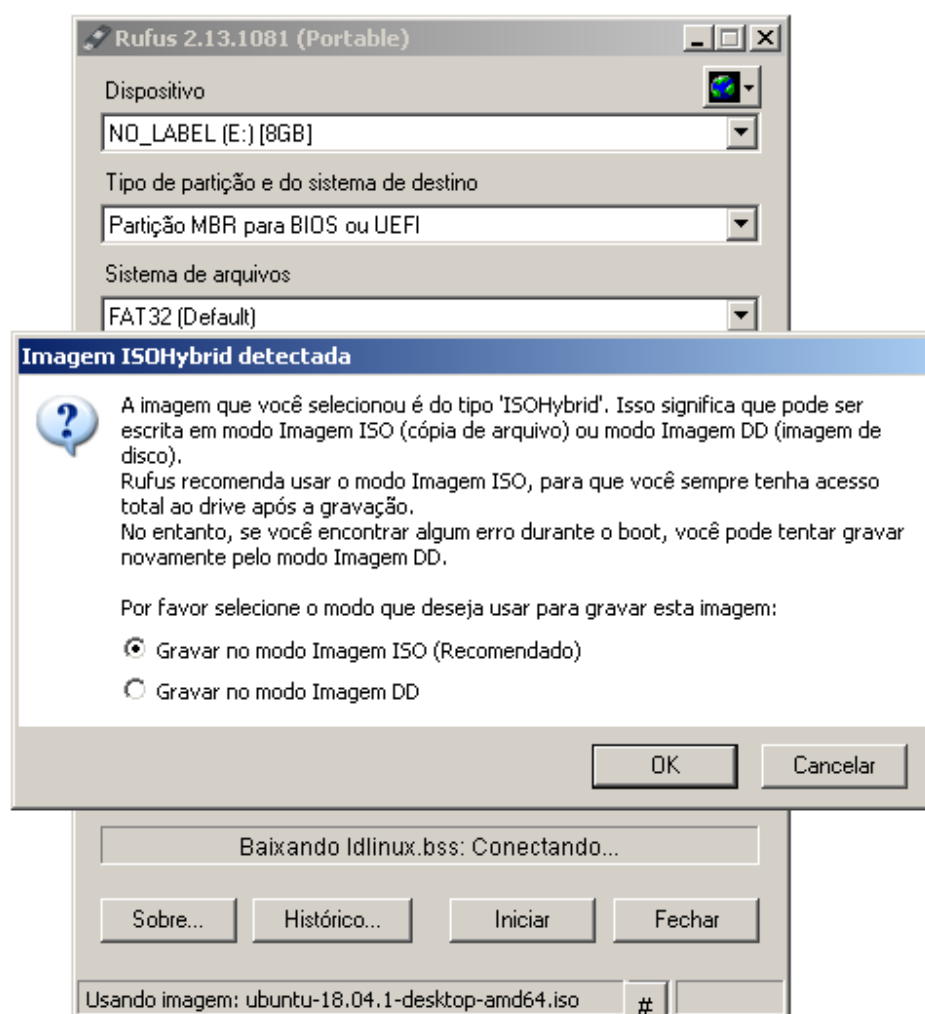 Rufus 2.13.1081 (Portable)
Dispositivo
NO_LABEL (E:) [8GB]
Tipo de partição e do sistema de destino
Partição MBR para BIOS ou UEFI
Sistema de arquivos
FAT32 (Default)
Imagem ISOHybrid detectada
A imagem que você selecionou é do tipo 'ISOHybrid'. Isso significa que pode ser
escrita em modo Imagem ISO (cópia de arquivo) ou modo Imagem DD (imagem de
disco).
Rufus recomenda usar o modo Imagem ISO, para que você sempre tenha acesso
total ao drive após a gravação.
No entanto, se você encontrar algum erro durante o boot, você pode tentar gravar
novamente pelo modo Imagem DD.
Por favor selecione o modo que deseja usar para gravar esta imagem:
Gravar no modo Imagem ISO (Recomendado)
Gravar no modo Imagem DD
OK Cancelar
Baixando ldlinux.bss: Conectando...
Sobre... Histórico... Iniciar Fechar
Usando imagem: ubuntu-18.04.1-desktop-amd64.iso #